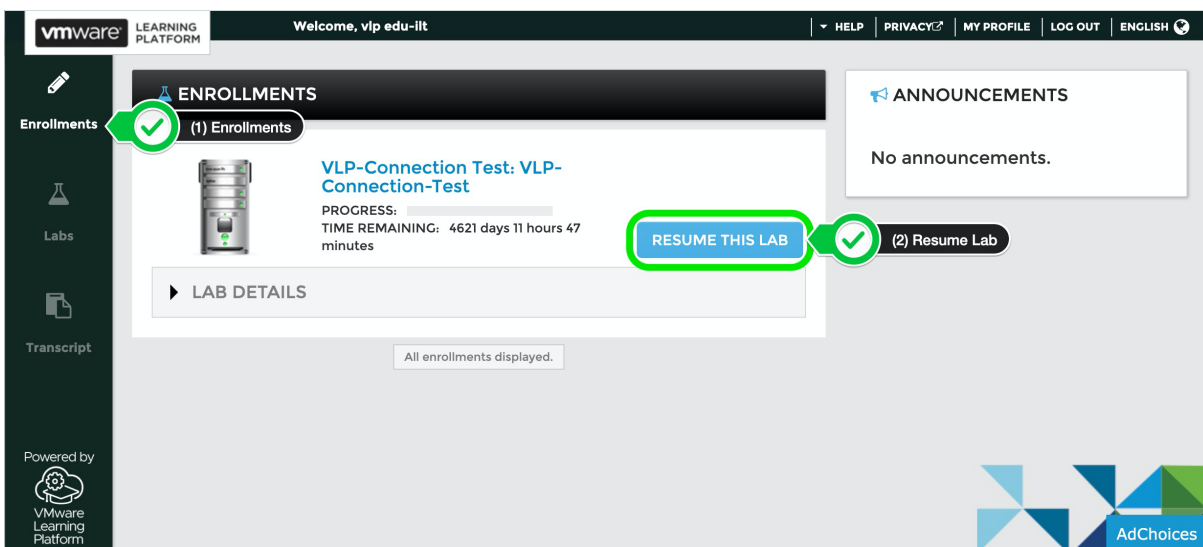 vmware LEARNING
PLATFORM
Welcome, vlp edu-ilt
HELP
PRIVACY
MY PROFILE
LOG OUT
ENGLISH
Enrollments
Labs
Transcript
Powered by
VMware
Learning
Platform
ENROLLMENTS
(1) Enrollments
VLP-Connection Test: VLP-
Connection-Test
PROGRESS:
TIME REMAINING: 4621 days 11 hours 47
minutes
RESUME THIS LAB
(2) Resume Lab
LAB DETAILS
All enrollments displayed.
ANNOUNCEMENTS
No announcements.
AdChoices